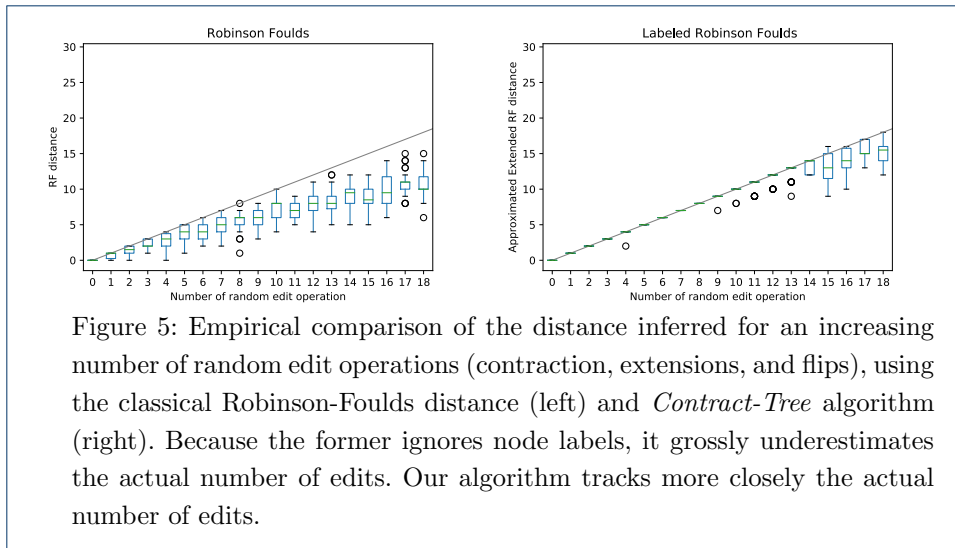 Robinson Foulds
30
25
20
15
10
5
0
RF distance
0 1 2 3 4 5 6 7 8 9 10 11 12 13 14 15 16 17 18
Number of random edit operation
Labeled Robinson Foulds
30
25
20
15
10
5
0
Approximated Extended RF distance
0 1 2 3 4 5 6 7 8 9 10 11 12 13 14 15 16 17 18
Number of random edit operation
Figure 5: Empirical comparison of the distance inferred for an increasing
number of random edit operations (contraction, extensions, and flips), using
the classical Robinson-Foulds distance (left) and Contract-Tree algorithm
(right). Because the former ignores node labels, it grossly underestimates
the actual number of edits. Our algorithm tracks more closely the actual
number of edits.